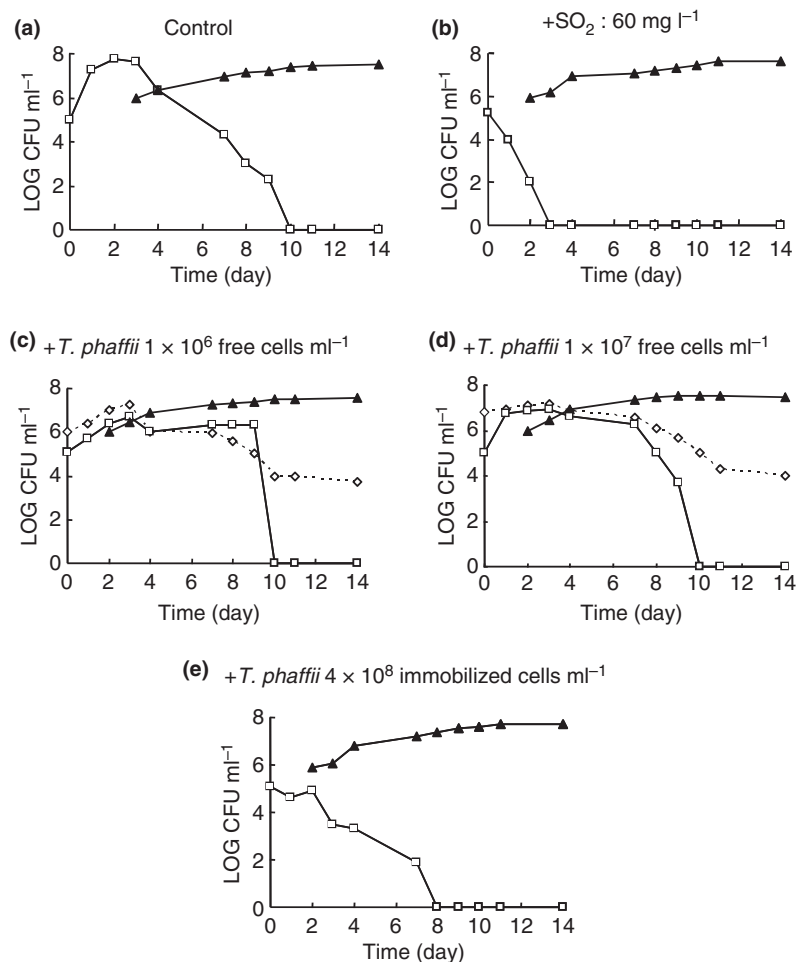 (a) Control
LOG CFU ml⁻¹
8
6
4
2
0
0 2 4 6 8 10 12 14
Time (day)
(b) +SO₂ : 60 mg l⁻¹
LOG CFU ml⁻¹
8
6
4
2
0
0 2 4 6 8 10 12 14
Time (day)
(c) +T. phaffii 1 × 10⁶ free cells ml⁻¹
LOG CFU ml⁻¹
8
6
4
2
0
0 2 4 6 8 10 12 14
Time (day)
(d) +T. phaffii 1 × 10⁷ free cells ml⁻¹
LOG CFU ml⁻¹
8
6
4
2
0
0 2 4 6 8 10 12 14
Time (day)
(e) +T. phaffii 4 × 10⁸ immobilized cells ml⁻¹
LOG CFU ml⁻¹
8
6
4
2
0
0 2 4 6 8 10 12 14
Time (day)